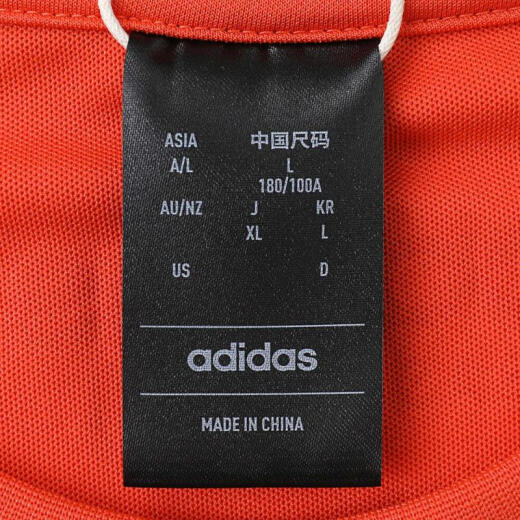 ASIA 中国尺码
A/L L
180/100A
AU/NZ J KR
XL L
US D
adidas
MADE IN CHINA